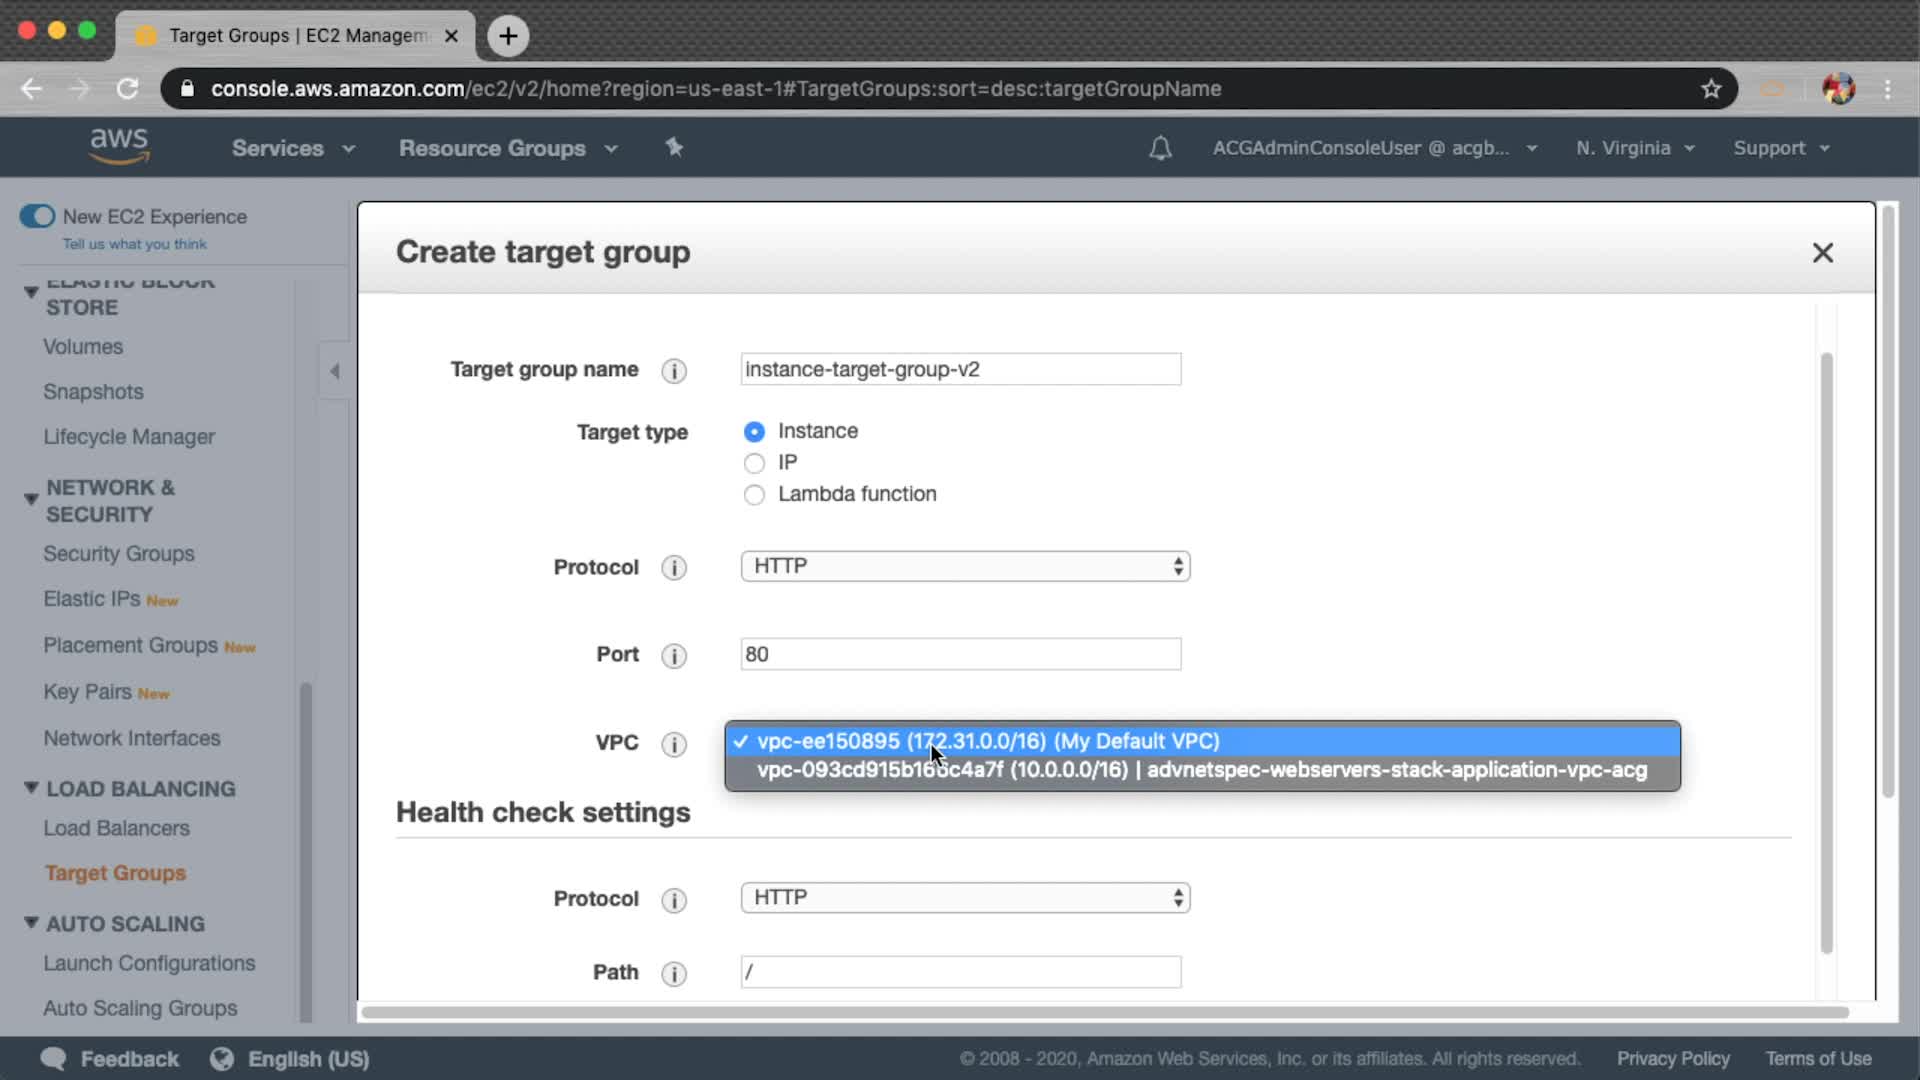 Target Groups | EC2 Managem
console.aws.amazon.com/ec2/v2/home?region=us-east-1#TargetGroups:sort=desc:targetGroupName
aws
Services
Resource Groups
ACGAdminConsoleUser @ acgb...
N. Virginia
Support
New EC2 Experience
Tell us what you think
ELASTIC BLOCK
STORE
Volumes
Snapshots
Lifecycle Manager
NETWORK &
SECURITY
Security Groups
Elastic IPs New
Placement Groups New
Key Pairs New
Network Interfaces
LOAD BALANCING
Load Balancers
Target Groups
AUTO SCALING
Launch Configurations
Auto Scaling Groups
Create target group
Target group name
instance-target-group-v2
Target type
Instance
IP
Lambda function
Protocol
HTTP
Port
80
VPC
vpc-ee150895 (172.31.0.0/16) (My Default VPC)
vpc-093cd915b166c4a7f (10.0.0.0/16) | advnetspec-webservers-stack-application-vpc-acg
Health check settings
Protocol
HTTP
Path
/
Feedback
English (US)
© 2008 - 2020, Amazon Web Services, Inc. or its affiliates. All rights reserved.
Privacy Policy
Terms of Use